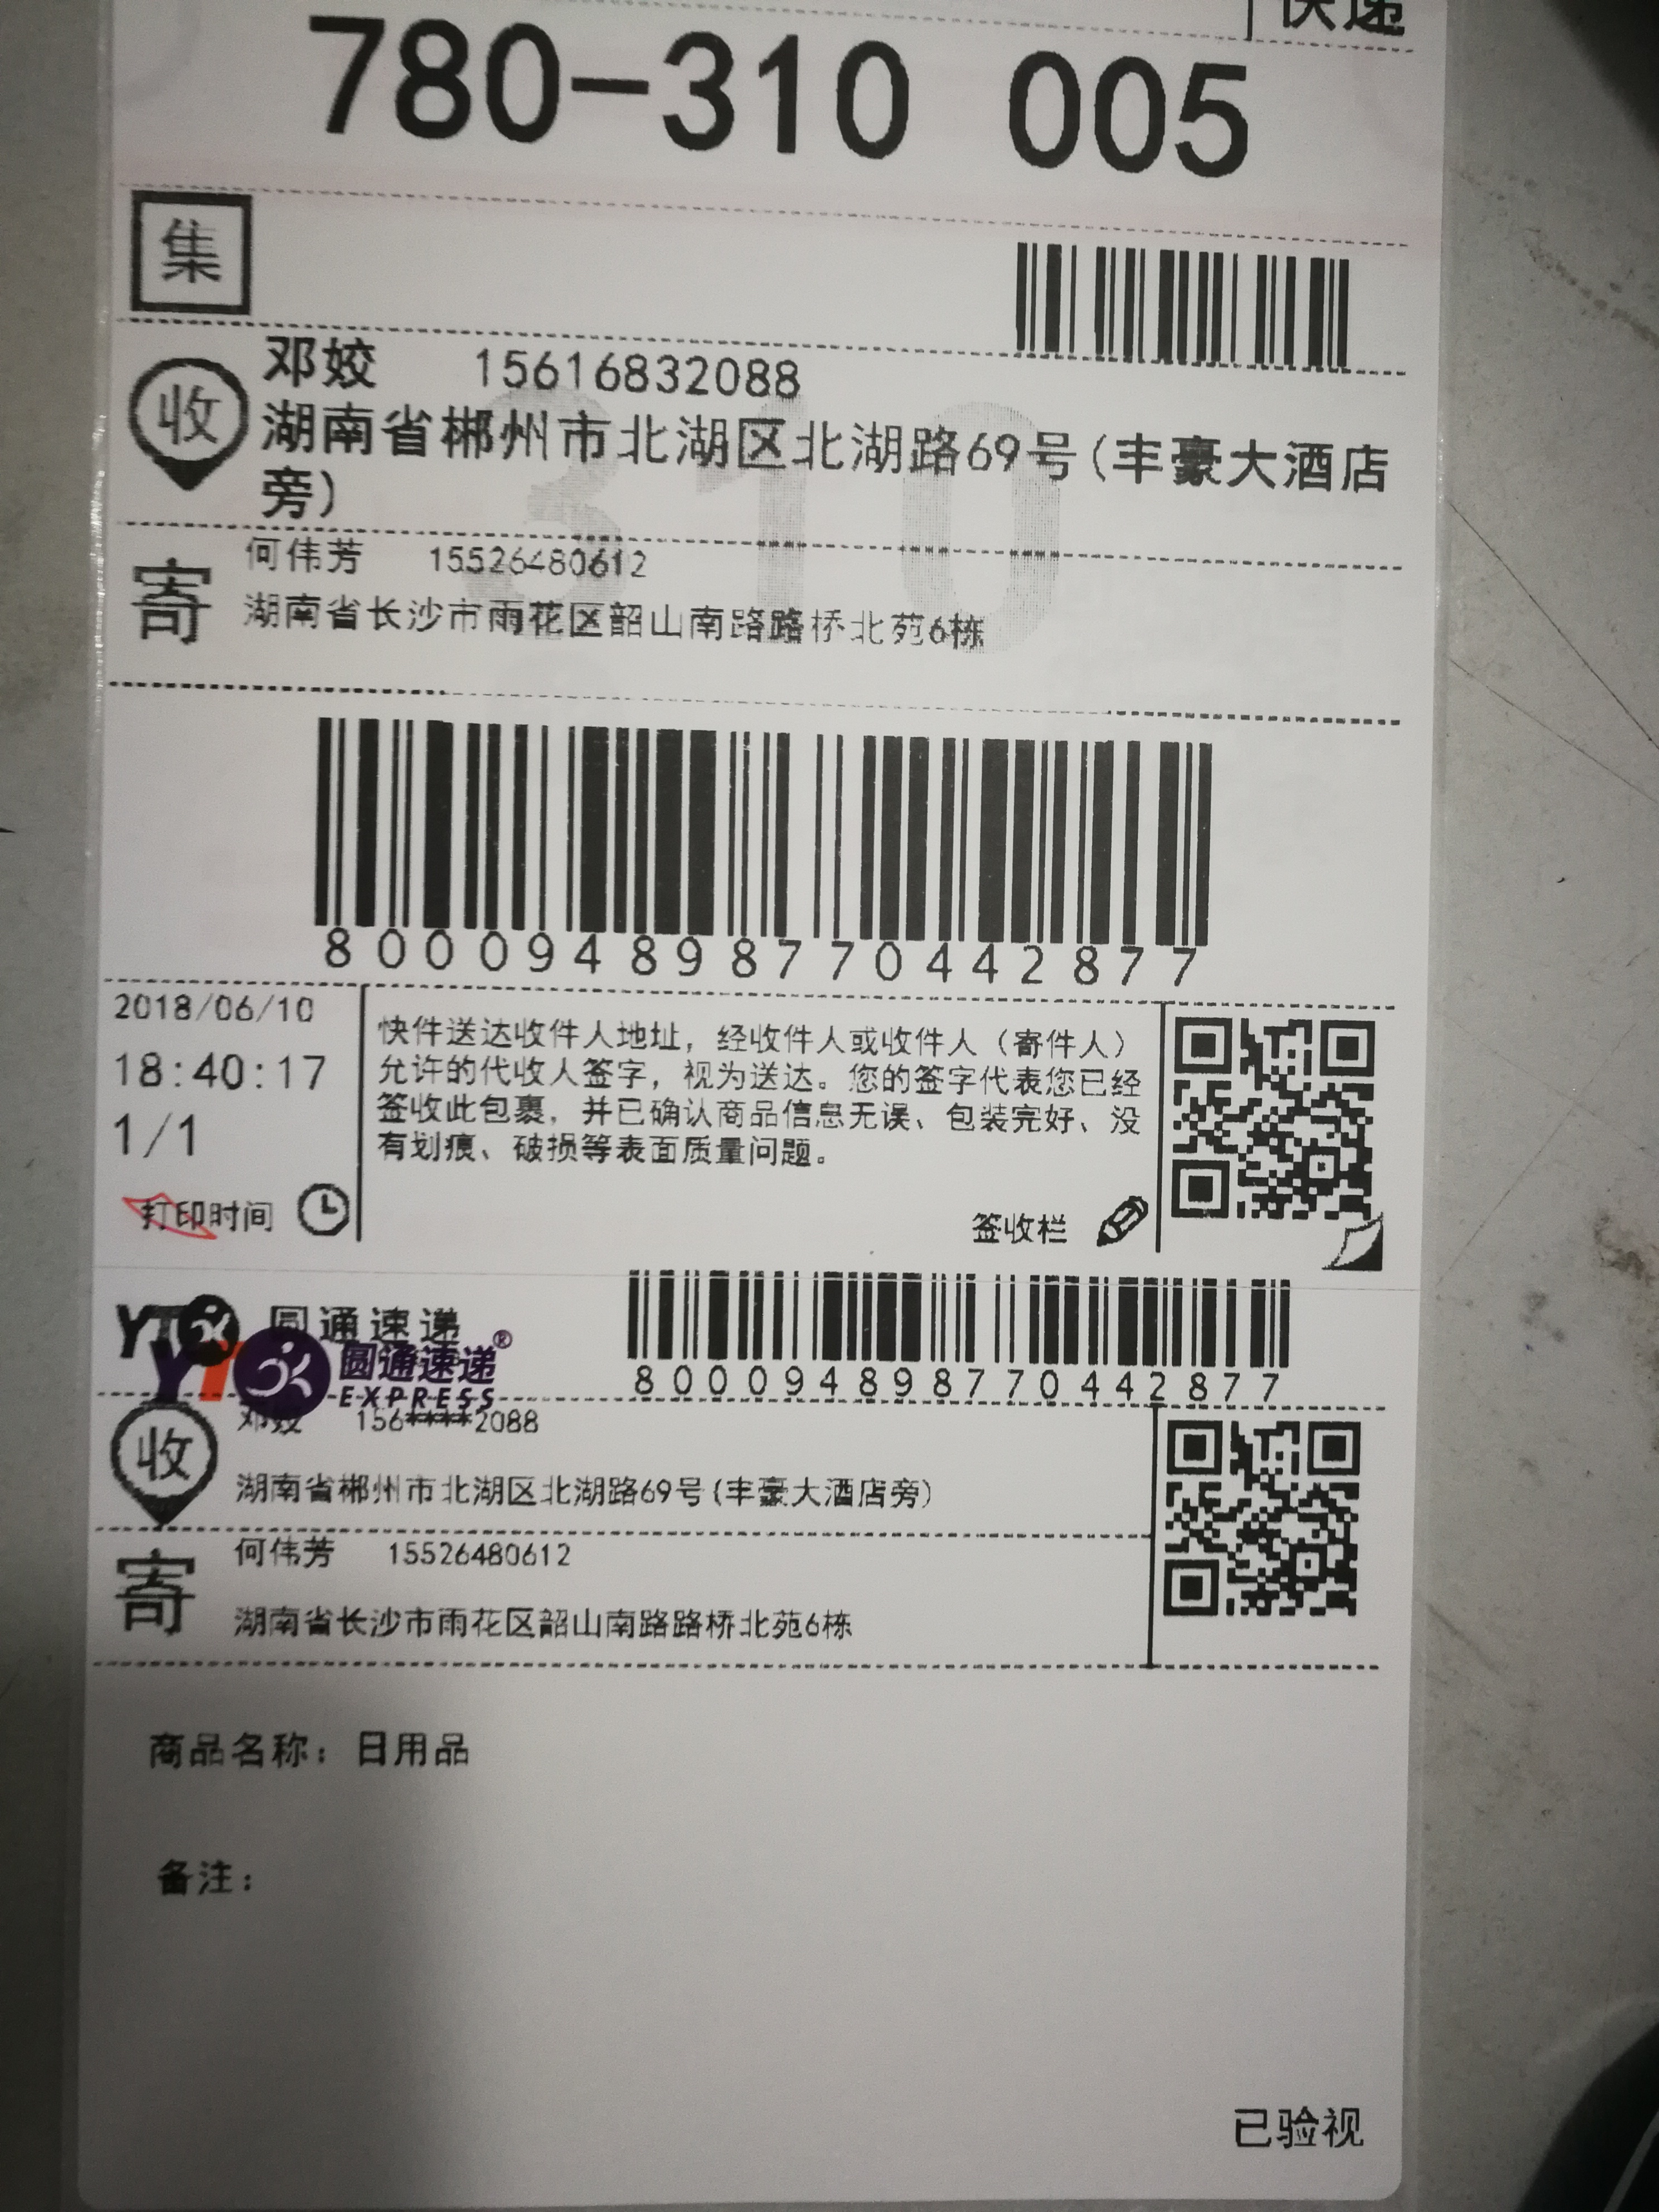 快递
780-310 005
集
邓姣 15616832088
收
湖南省郴州市北湖区北湖路69号(丰豪大酒店
旁)
310
何伟芳 15526480612
寄
湖南省长沙市雨花区韶山南路路桥北苑6栋
800094898770442877
2018/06/10
18:40:17
1/1
打印时间
快件送达收件人地址，经收件人或收件人（寄件人）
允许的代收人签字，视为送达。您的签字代表您已经
签收此包裹，并已确认商品信息无误、包装完好、没
有划痕、破损等表面质量问题。
签收栏
YTO 圆通速递
YTO 圆通速递®
EXPRESS
800094898770442877
邓姣 156****2088
收
湖南省郴州市北湖区北湖路69号(丰豪大酒店旁)
何伟芳 15526480612
寄
湖南省长沙市雨花区韶山南路路桥北苑6栋
商品名称：日用品
备注：
已验视